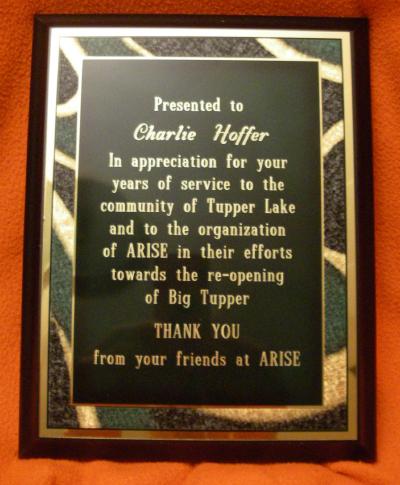 Presented to
Charlie Hoffer
In appreciation for your
years of service to the
community of Tupper Lake
and to the organization
of ARISE in their efforts
towards the re-opening
of Big Tupper
THANK YOU
from your friends at ARISE